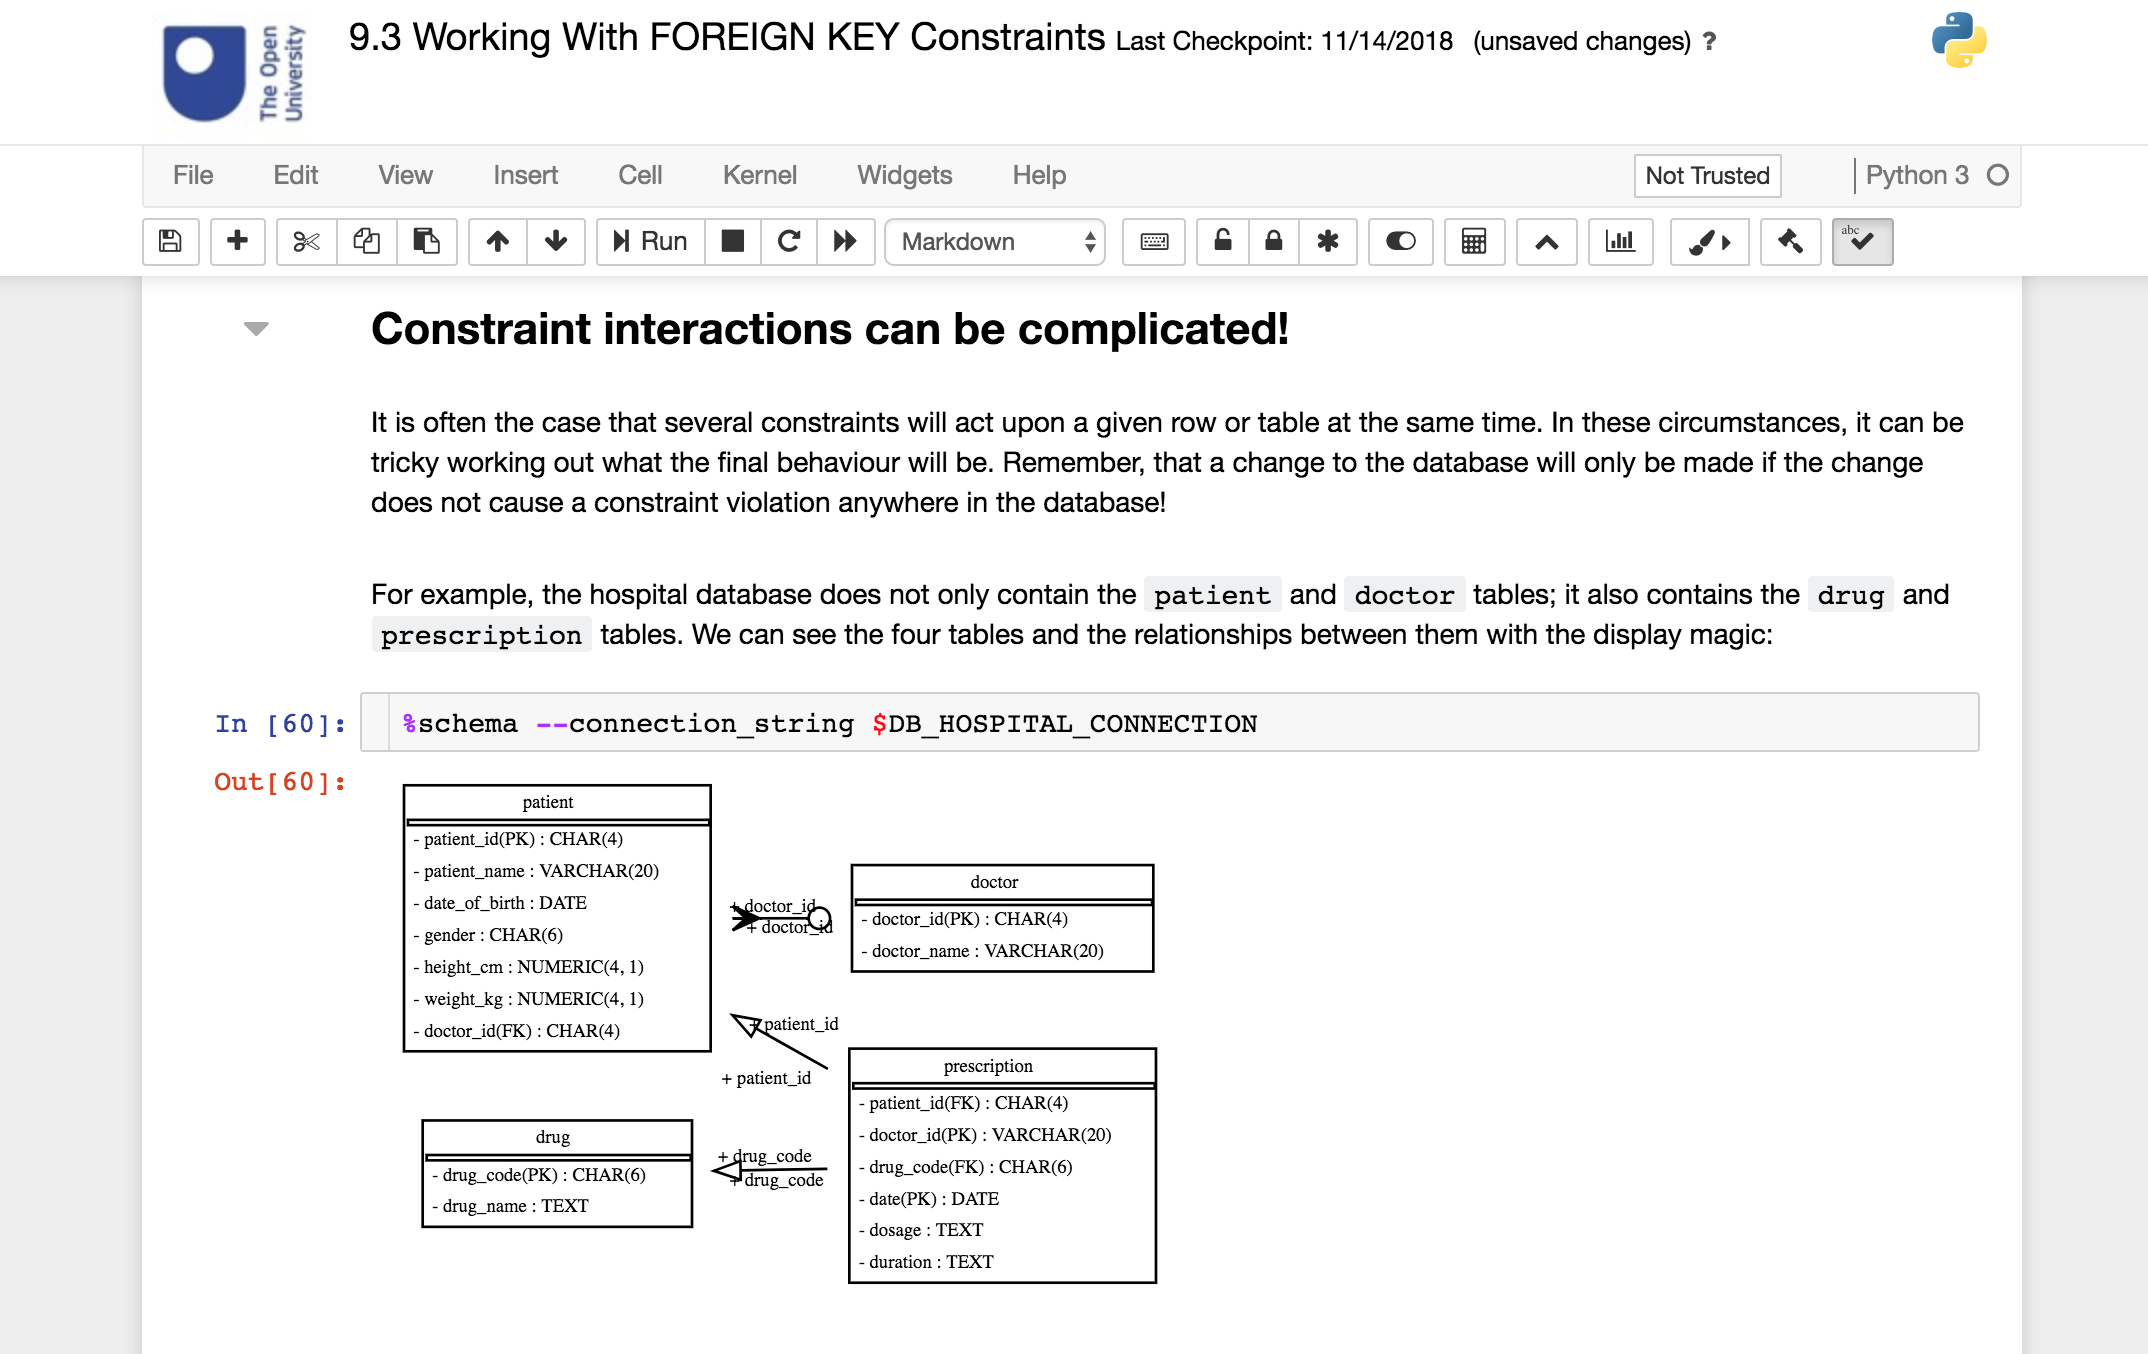 The Open
University
9.3 Working With FOREIGN KEY Constraints Last Checkpoint: 11/14/2018 (unsaved changes) ?
File Edit View Insert Cell Kernel Widgets Help Not Trusted Python 3
Run Markdown abc
Constraint interactions can be complicated!
It is often the case that several constraints will act upon a given row or table at the same time. In these circumstances, it can be
tricky working out what the final behaviour will be. Remember, that a change to the database will only be made if the change
does not cause a constraint violation anywhere in the database!
For example, the hospital database does not only contain the patient and doctor tables; it also contains the drug and
prescription tables. We can see the four tables and the relationships between them with the display magic:
In [60]: %schema --connection_string $DB_HOSPITAL_CONNECTION
Out[60]:
patient
- patient_id(PK) : CHAR(4)
- patient_name : VARCHAR(20)
- date_of_birth : DATE
- gender : CHAR(6)
- height_cm : NUMERIC(4, 1)
- weight_kg : NUMERIC(4, 1)
- doctor_id(FK) : CHAR(4)
+ doctor_id
+ doctor_id
doctor
- doctor_id(PK) : CHAR(4)
- doctor_name : VARCHAR(20)
+ patient_id
+ patient_id
prescription
- patient_id(FK) : CHAR(4)
- doctor_id(PK) : VARCHAR(20)
- drug_code(FK) : CHAR(6)
- date(PK) : DATE
- dosage : TEXT
- duration : TEXT
drug
- drug_code(PK) : CHAR(6)
- drug_name : TEXT
+ drug_code
+ drug_code